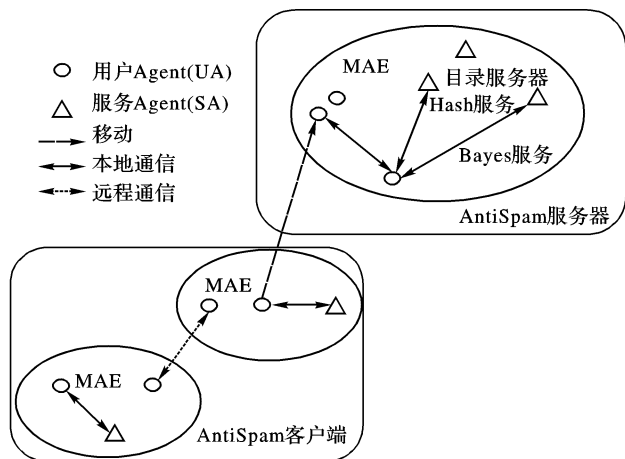 用户Agent(UA)
服务Agent(SA)
移动
本地通信
远程通信
MAE
目录服务器
Hash服务
Bayes服务
AntiSpam服务器
MAE
MAE
AntiSpam客户端